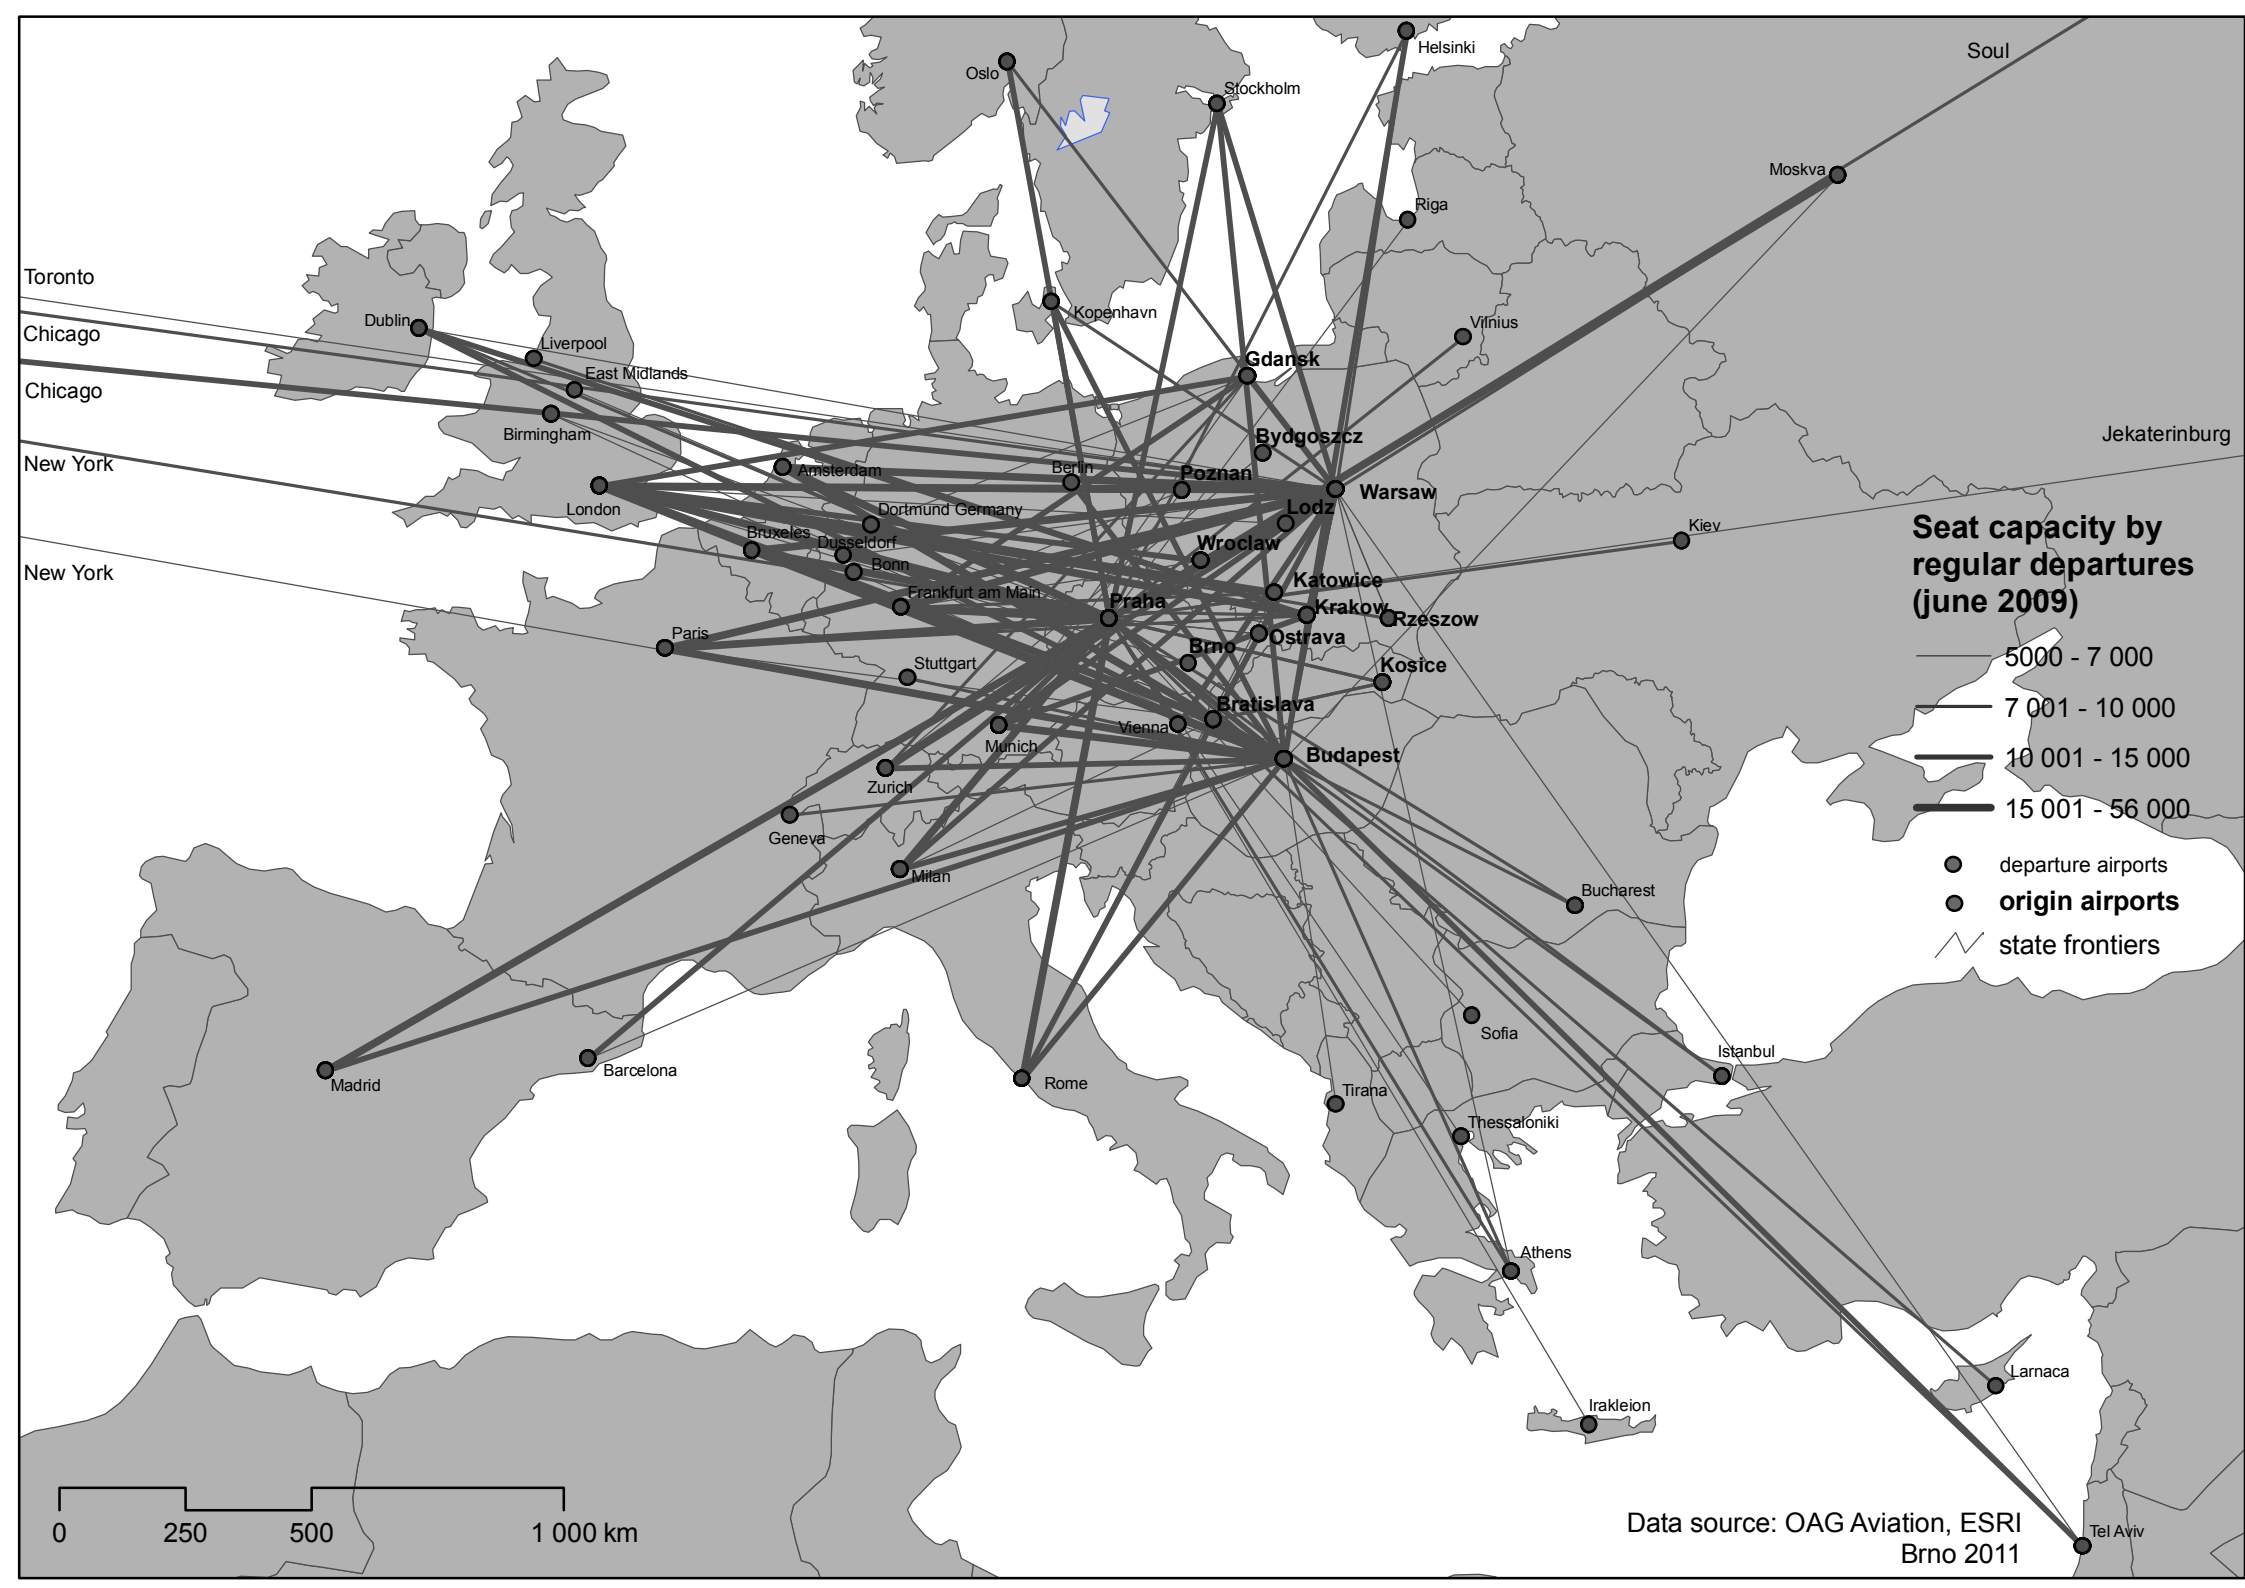 Soul
Helsinki
Oslo
Stockholm
Moskva
Riga
Toronto
Kopenhavn
Dublin
Vilnius
Chicago
Liverpool
Gdansk
East Midlands
Chicago
Birmingham
Bydgoszcz
Jekaterinburg
New York
Amsterdam
Berlin
Poznan
Warsaw
London
Dortmund Germany
Lodz
Bruxeles
Dusseldorf
Wroclaw
Kiev
Bonn
New York
Katowice
Frankfurt am Main
Praha
Krakow
Rzeszow
Paris
Ostrava
Brno
Stuttgart
Kosice
Bratislava
Vienna
Munich
Budapest
Zurich
Geneva
Milan
Bucharest
Seat capacity by
regular departures
(june 2009)
5000 - 7 000
7 001 - 10 000
10 001 - 15 000
15 001 - 56 000
departure airports
origin airports
state frontiers
Sofia
Istanbul
Madrid
Barcelona
Rome
Tirana
Thessaloniki
Athens
Larnaca
Irakleion
Tel Aviv
0 250 500 1 000 km
Data source: OAG Aviation, ESRI
Brno 2011